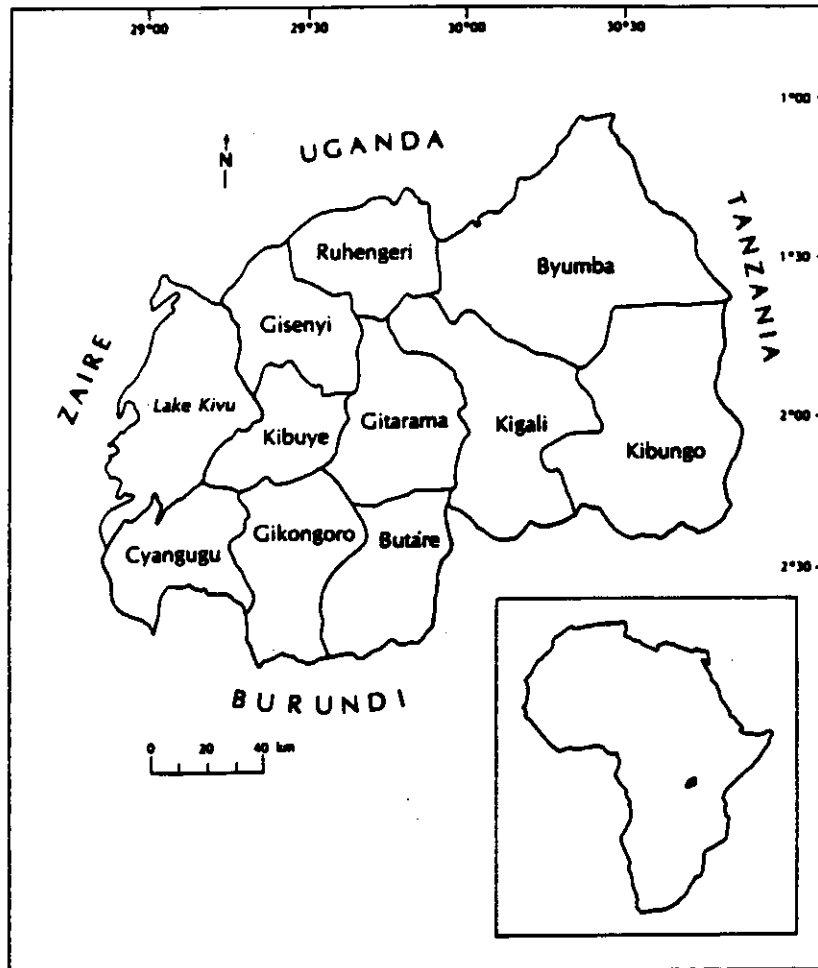 29°00 29°30 30°00 30°30
1°00
N
UGANDA
TANZANIA
Ruhengeri
Byumba
1°30
Gisenyi
ZAIRE
Lake Kivu
Kibuye
Gitarama
Kigali
2°00
Kibungo
Cyangugu
Gikongoro
Butare
2°30
BURUNDI
0 20 40 km